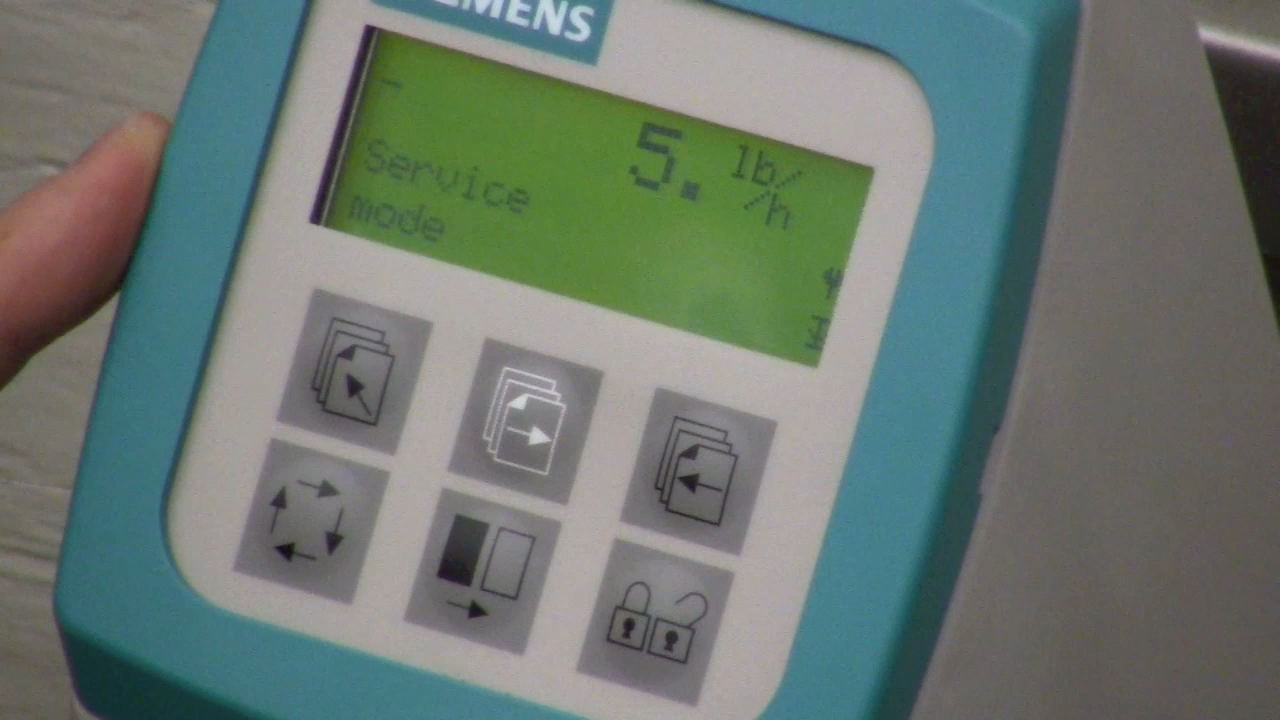 SIEMENS
-
5. lb/
/h
Service
mode